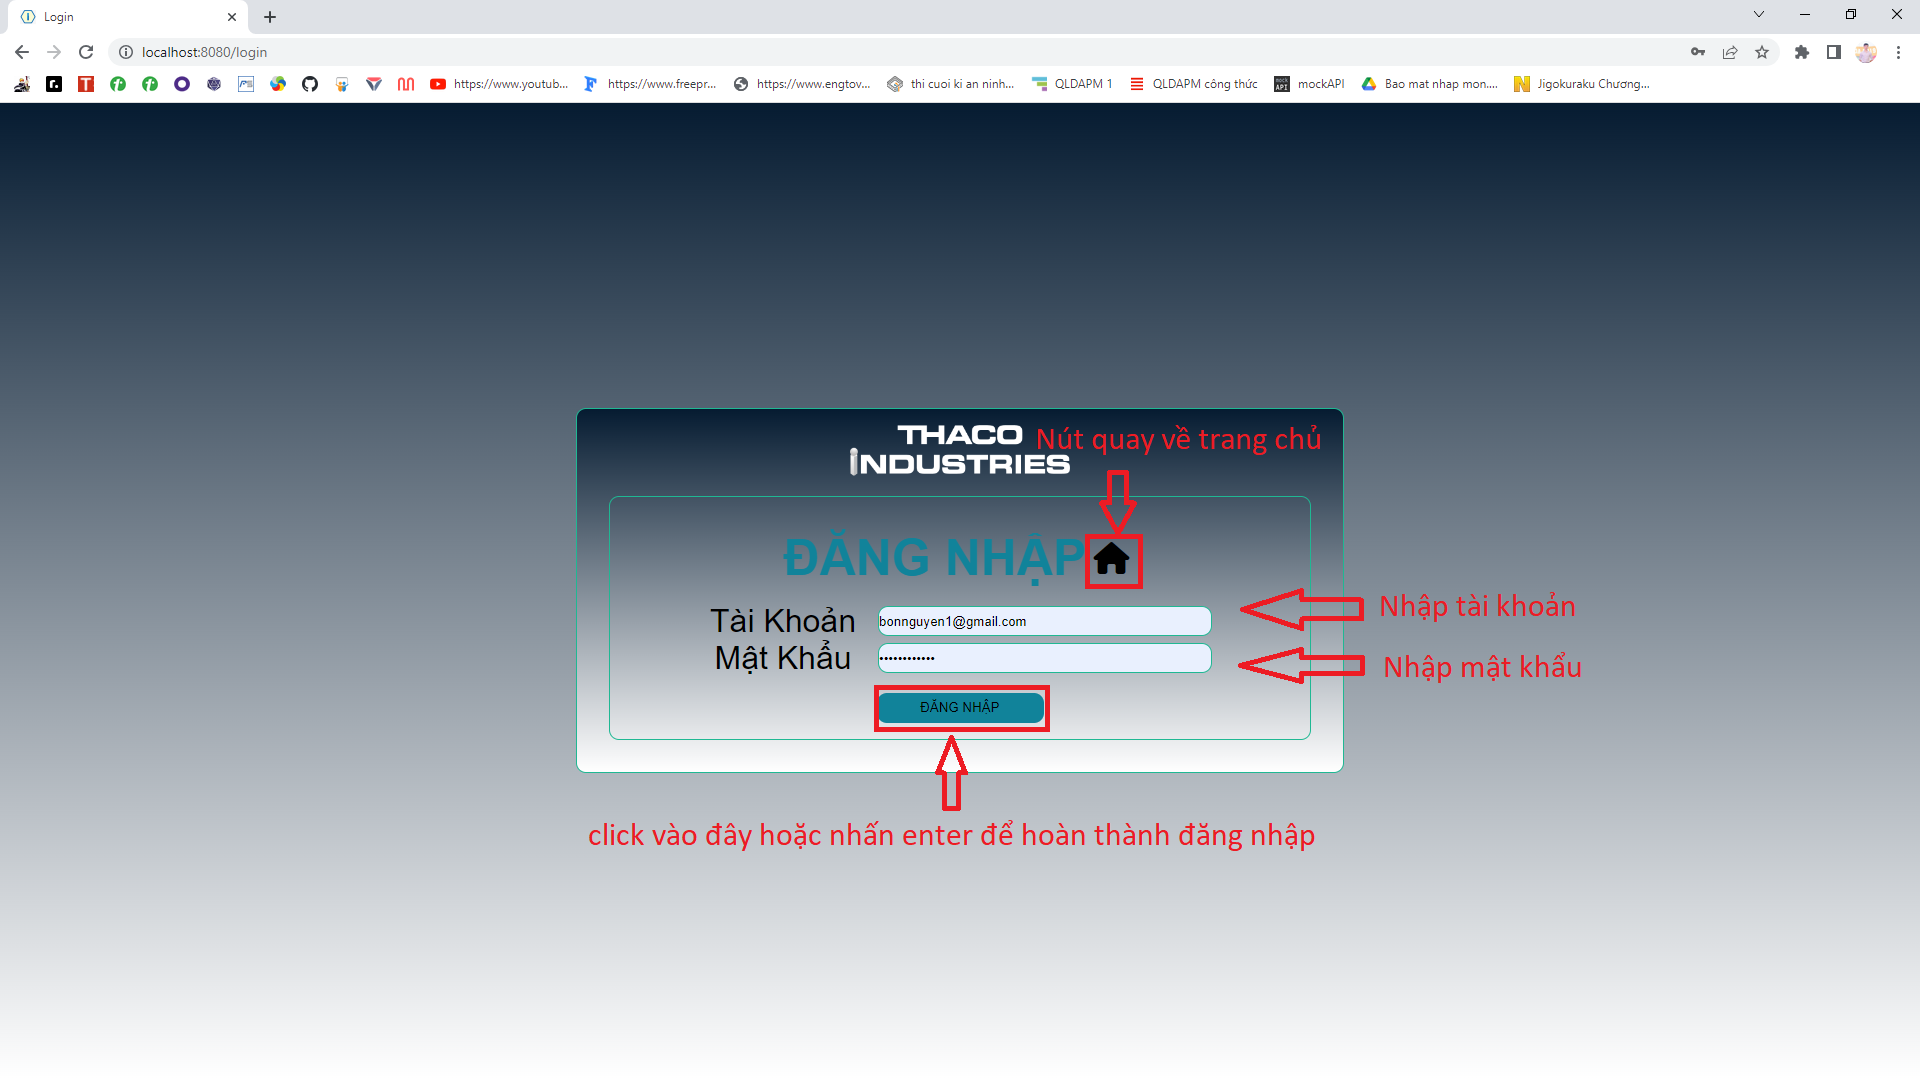 Login
localhost:8080/login
https://www.youtub... https://www.freepr... https://www.engtov... thi cuoi ki an ninh... QLDAPM 1 QLDAPM công thức mockAPI Bao mat nhap mon.... Jigokuraku Chương...
THACO
INDUSTRIES
Nút quay về trang chủ
ĐĂNG NHẬP
Tài Khoản bonnguyen1@gmail.com
Nhập tài khoản
Mật Khẩu ••••••••••••
Nhập mật khẩu
ĐĂNG NHẬP
click vào đây hoặc nhấn enter để hoàn thành đăng nhập